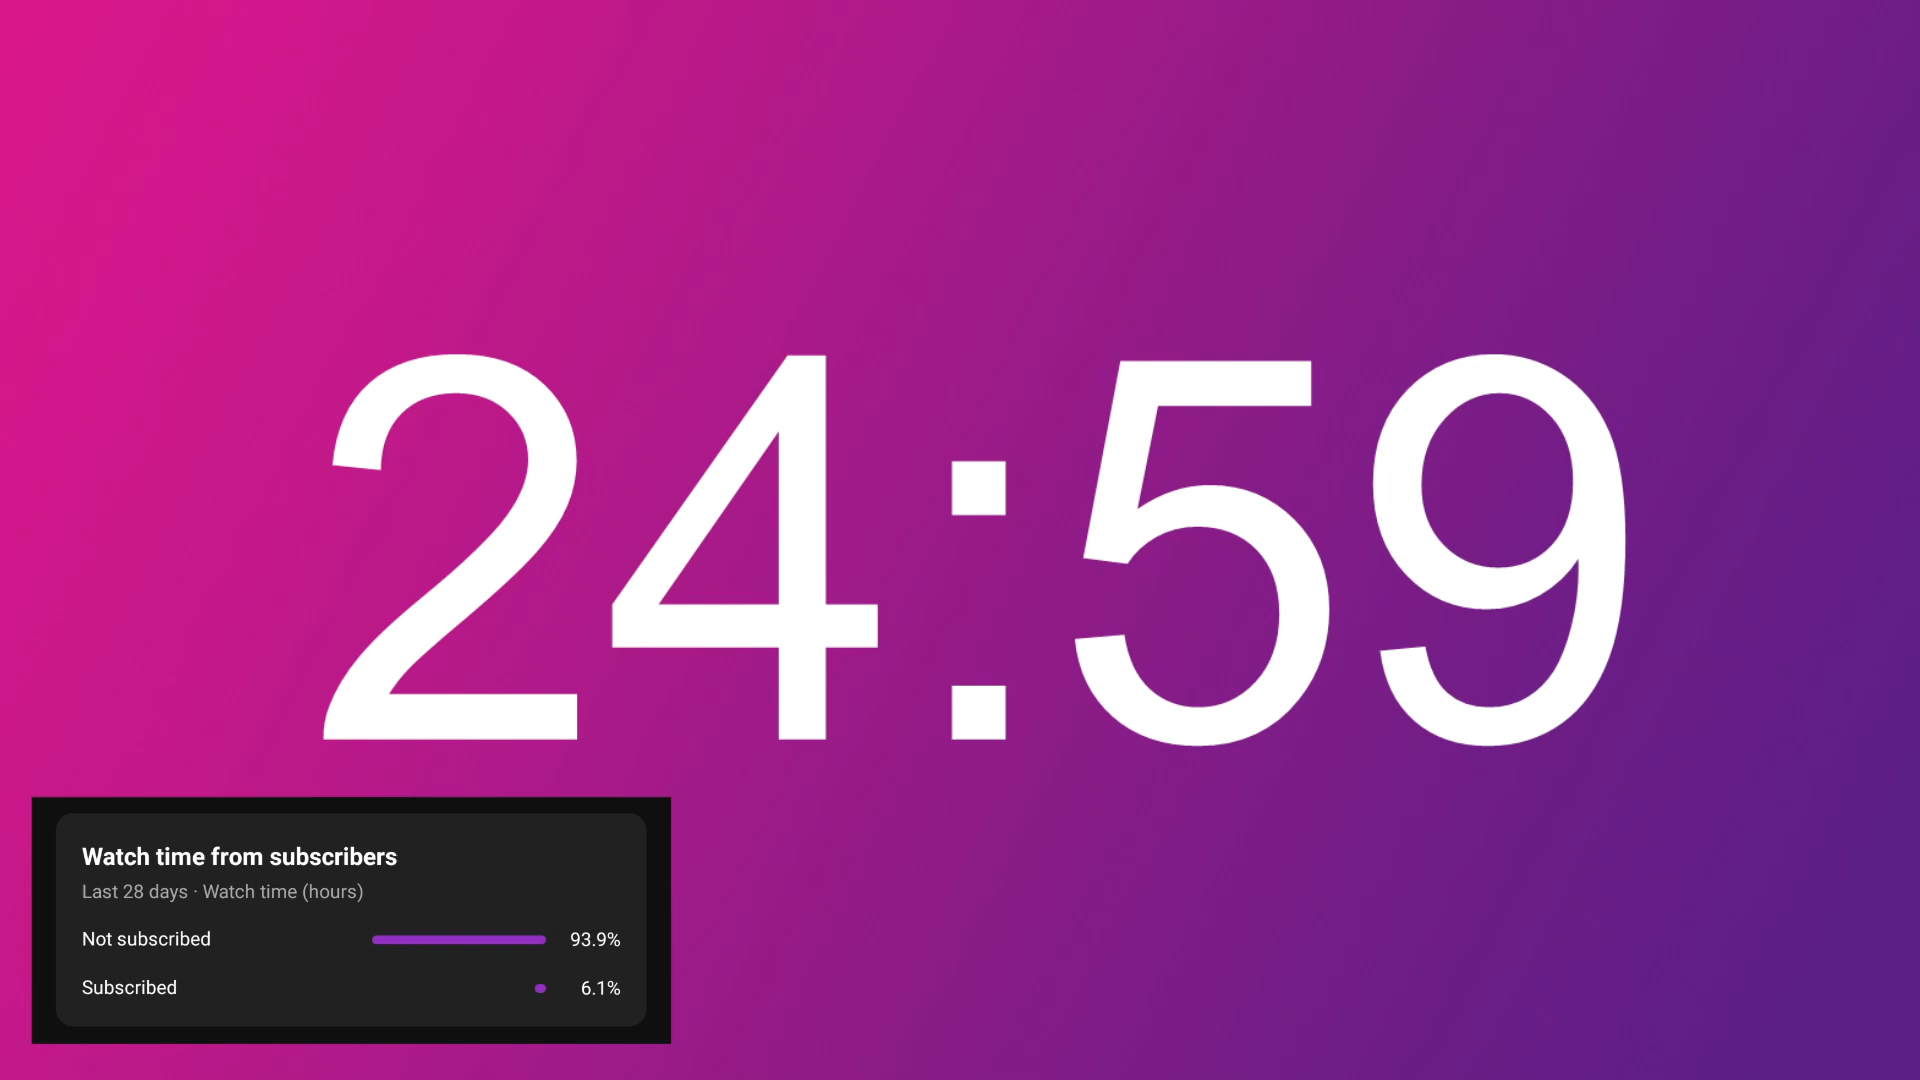 24:59
Watch time from subscribers
Last 28 days · Watch time (hours)
Not subscribed 93.9%
Subscribed 6.1%